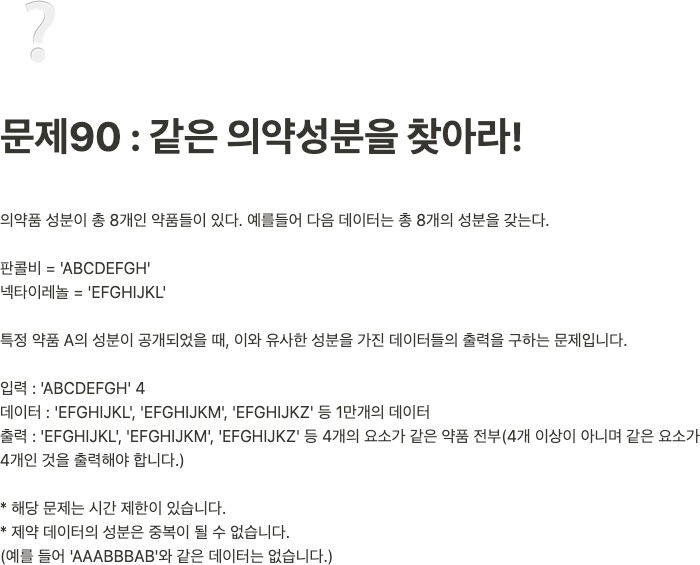 ?
문제90 : 같은 의약성분을 찾아라!
의약품 성분이 총 8개인 약품들이 있다. 예를들어 다음 데이터는 총 8개의 성분을 갖는다.
판콜비 = 'ABCDEFGH'
넥타이레놀 = 'EFGHIJKL'
특정 약품 A의 성분이 공개되었을 때, 이와 유사한 성분을 가진 데이터들의 출력을 구하는 문제입니다.
입력 : 'ABCDEFGH' 4
데이터 : 'EFGHIJKL', 'EFGHIJKM', 'EFGHIJKZ' 등 1만개의 데이터
출력 : 'EFGHIJKL', 'EFGHIJKM', 'EFGHIJKZ' 등 4개의 요소가 같은 약품 전부(4개 이상이 아니며 같은 요소가
4개인 것을 출력해야 합니다.)
* 해당 문제는 시간 제한이 있습니다.
* 제약 데이터의 성분은 중복이 될 수 없습니다.
(예를 들어 'AAABBBAB'와 같은 데이터는 없습니다.)